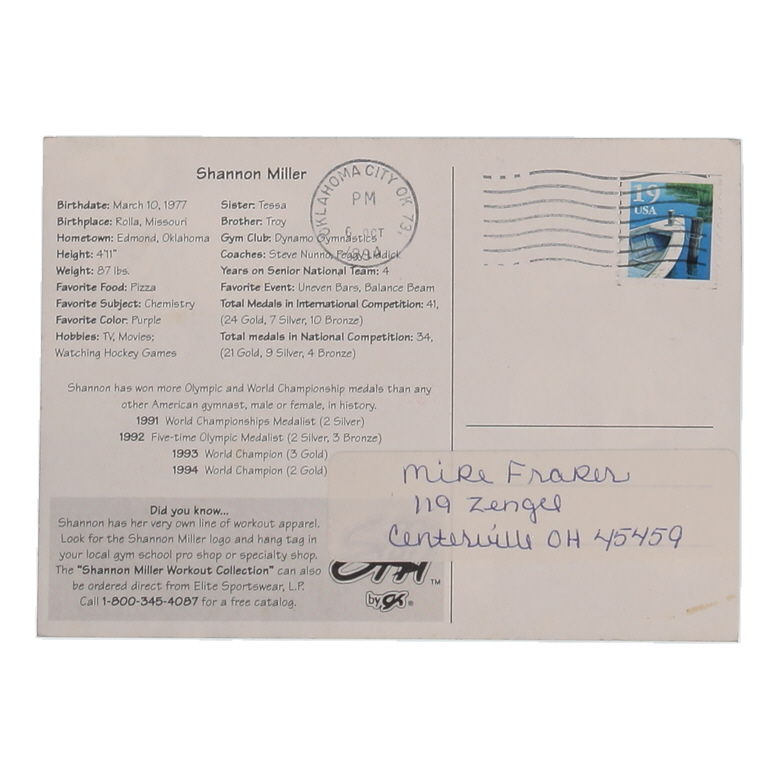 Shannon Miller
Birthdate: March 10, 1977
Birthplace: Rolla, Missouri
Hometown: Edmond, Oklahoma
Height: 4'11"
Weight: 87 lbs.
Favorite Food: Pizza
Favorite Subject: Chemistry
Favorite Color: Purple
Hobbies: TV, Movies;
Watching Hockey Games
Sister: Tessa
Brother: Troy
Gym Club: Dynamo Gymnastics
Coaches: Steve Nunno, Peggy Liddick
Years on Senior National Team: 4
Favorite Event: Uneven Bars, Balance Beam
Total Medals in International Competition: 41,
(24 Gold, 7 Silver, 10 Bronze)
Total medals in National Competition: 34,
(21 Gold, 9 Silver, 4 Bronze)
Shannon has won more Olympic and World Championship medals than any
other American gymnast, male or female, in history.
1991 World Championships Medalist (2 Silver)
1992 Five-time Olympic Medalist (2 Silver, 3 Bronze)
1993 World Champion (3 Gold)
1994 World Champion (2 Gold)
Did you know...
Shannon has her very own line of workout apparel.
Look for the Shannon Miller logo and hang tag in
your local gym school pro shop or specialty shop.
The "Shannon Miller Workout Collection" can also
be ordered direct from Elite Sportswear, L.P.
Call 1-800-345-4087 for a free catalog.
TM
by GK®
OKLAHOMA CITY OK 731
PM
6 OCT
1994
19
USA
Mike Fraker
119 Zengel
Centerville OH 45459